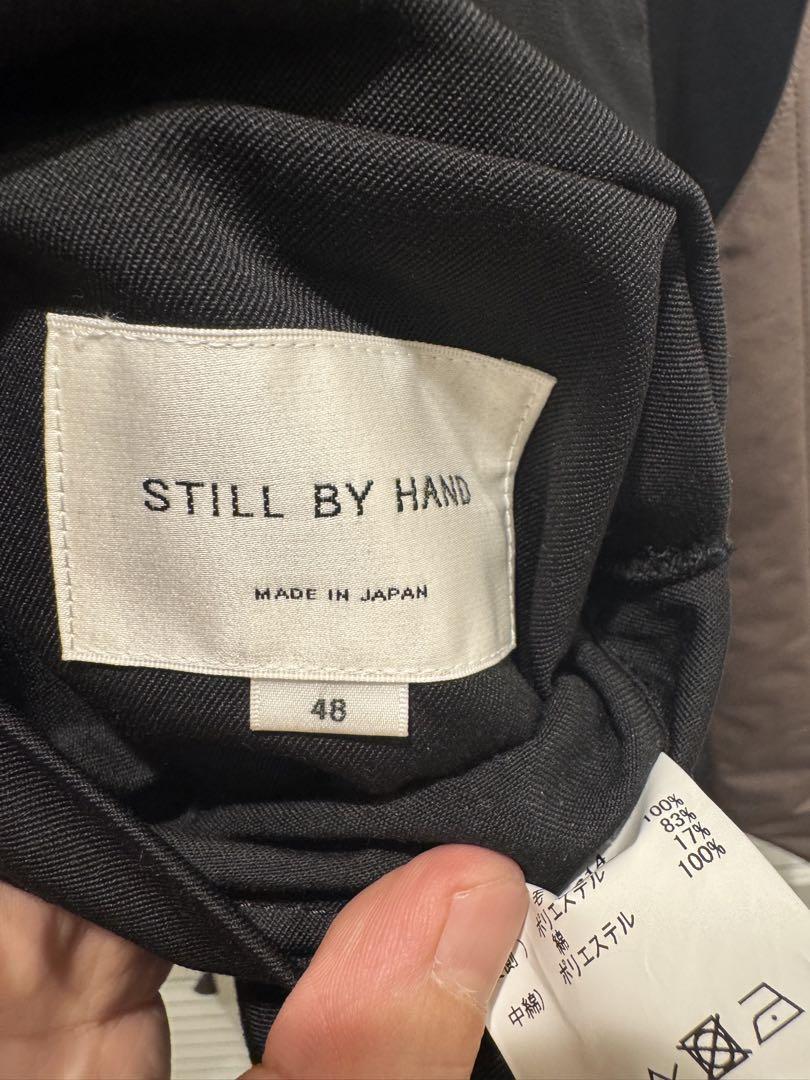 STILL BY HAND
MADE IN JAPAN
48
100%
ポリエステル 83%
綿 17%
中綿) ポリエステル 100%